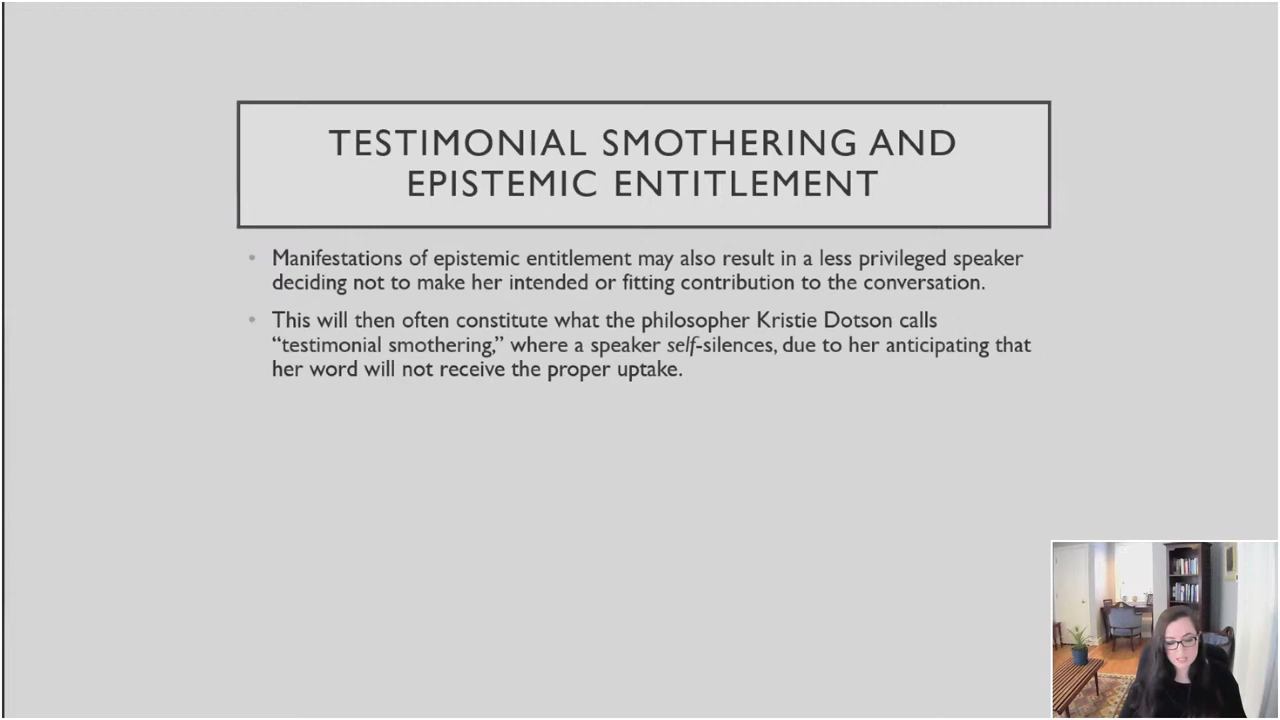 TESTIMONIAL SMOTHERING AND
EPISTEMIC ENTITLEMENT
• Manifestations of epistemic entitlement may also result in a less privileged speaker
deciding not to make her intended or fitting contribution to the conversation.
• This will then often constitute what the philosopher Kristie Dotson calls
“testimonial smothering,” where a speaker self-silences, due to her anticipating that
her word will not receive the proper uptake.